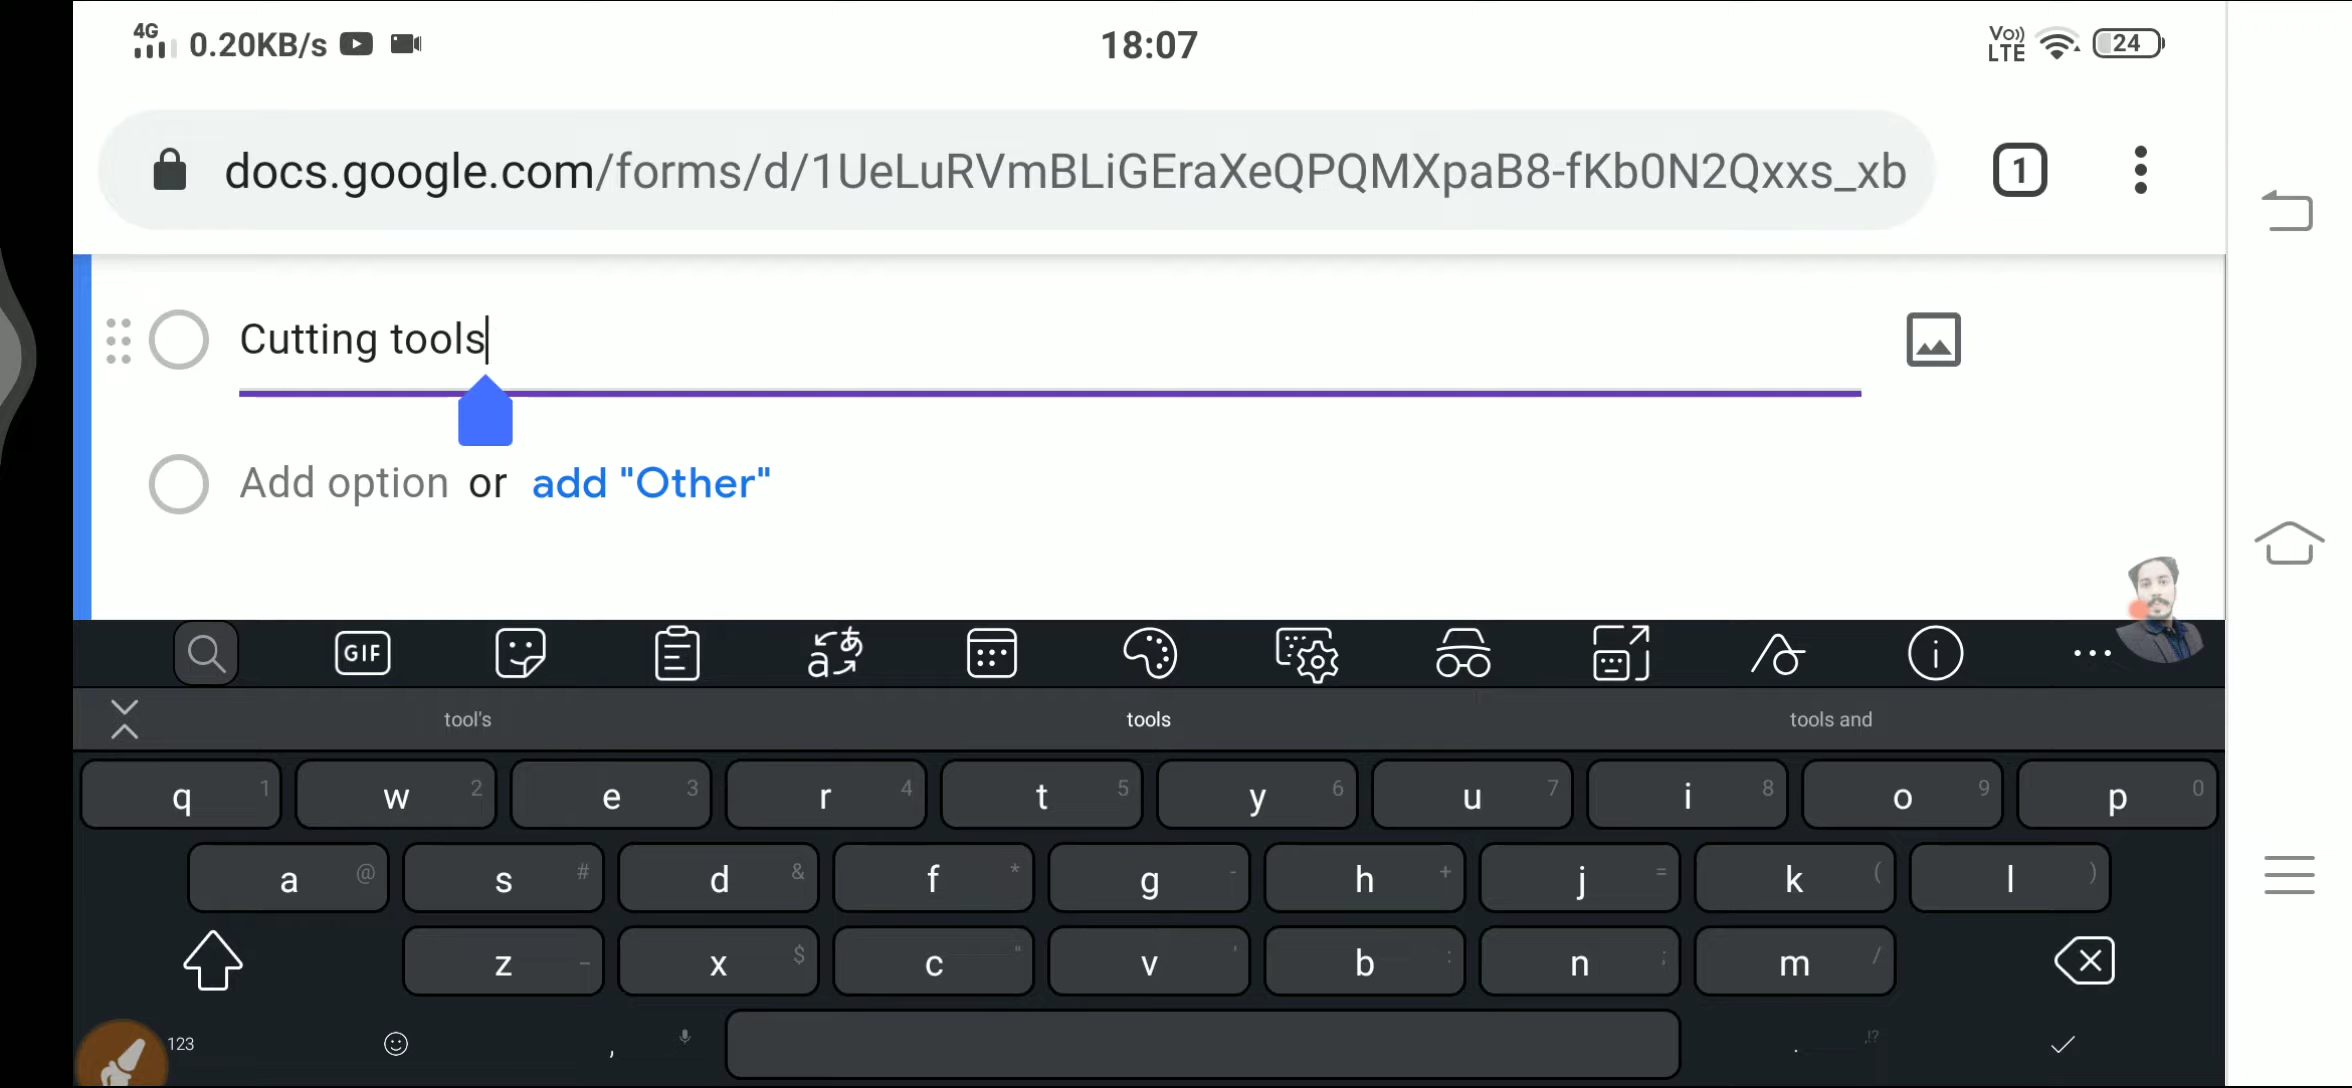 4G 0.20KB/s 18:07 Vo)) LTE 24
docs.google.com/forms/d/1UeLuRVmBLiGEraXeQPQMXpaB8-fKb0N2Qxxs_xb 1
Cutting tools
Add option or add "Other"
GIF aあ i ...
tool's tools tools and
q 1 w 2 e 3 r 4 t 5 y 6 u 7 i 8 o 9 p 0
a @ s # d & f * g - h + j = k ( l )
z _ x $ c " v ' b : n ; m /
123 , . ,!?